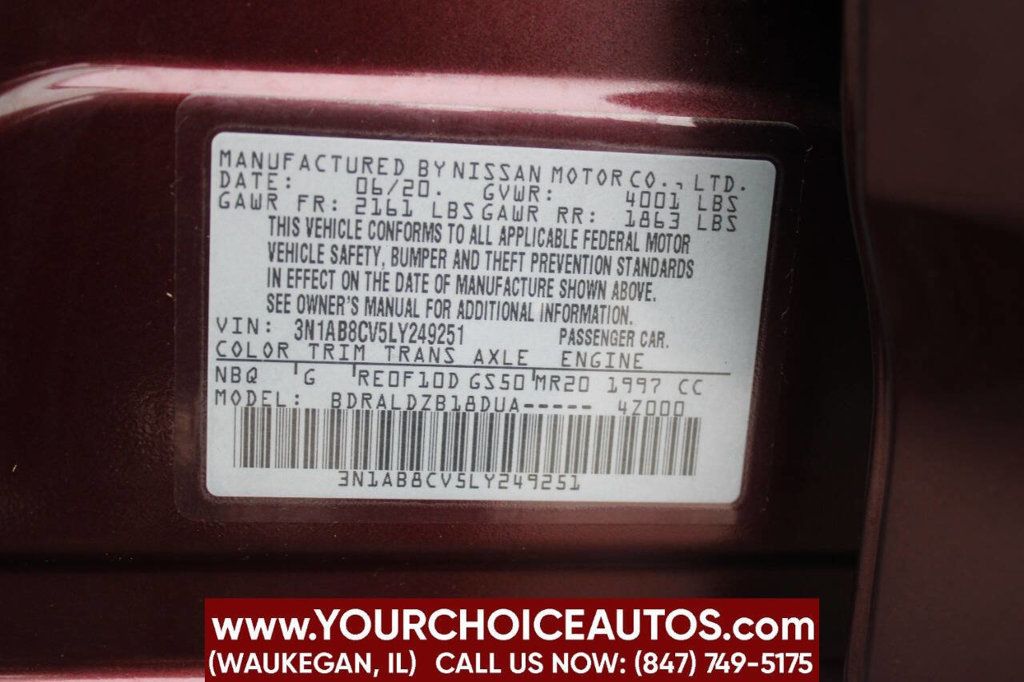 MANUFACTURED BY NISSAN MOTOR CO., LTD.
DATE: 06/20. GVWR: 4001 LBS
GAWR FR: 2161 LBS GAWR RR: 1863 LBS
THIS VEHICLE CONFORMS TO ALL APPLICABLE FEDERAL MOTOR
VEHICLE SAFETY, BUMPER AND THEFT PREVENTION STANDARDS
IN EFFECT ON THE DATE OF MANUFACTURE SHOWN ABOVE.
SEE OWNER'S MANUAL FOR ADDITIONAL INFORMATION.
VIN: 3N1AB8CV5LY249251 PASSENGER CAR.
COLOR TRIM TRANS AXLE ENGINE
NBQ G RE0F10D GS50 MR20 1997 CC
MODEL: BDRALDZB18DUA----- 4Z000
3N1AB8CV5LY249251
www.YOURCHOICEAUTOS.com
(WAUKEGAN, IL) CALL US NOW: (847) 749-5175